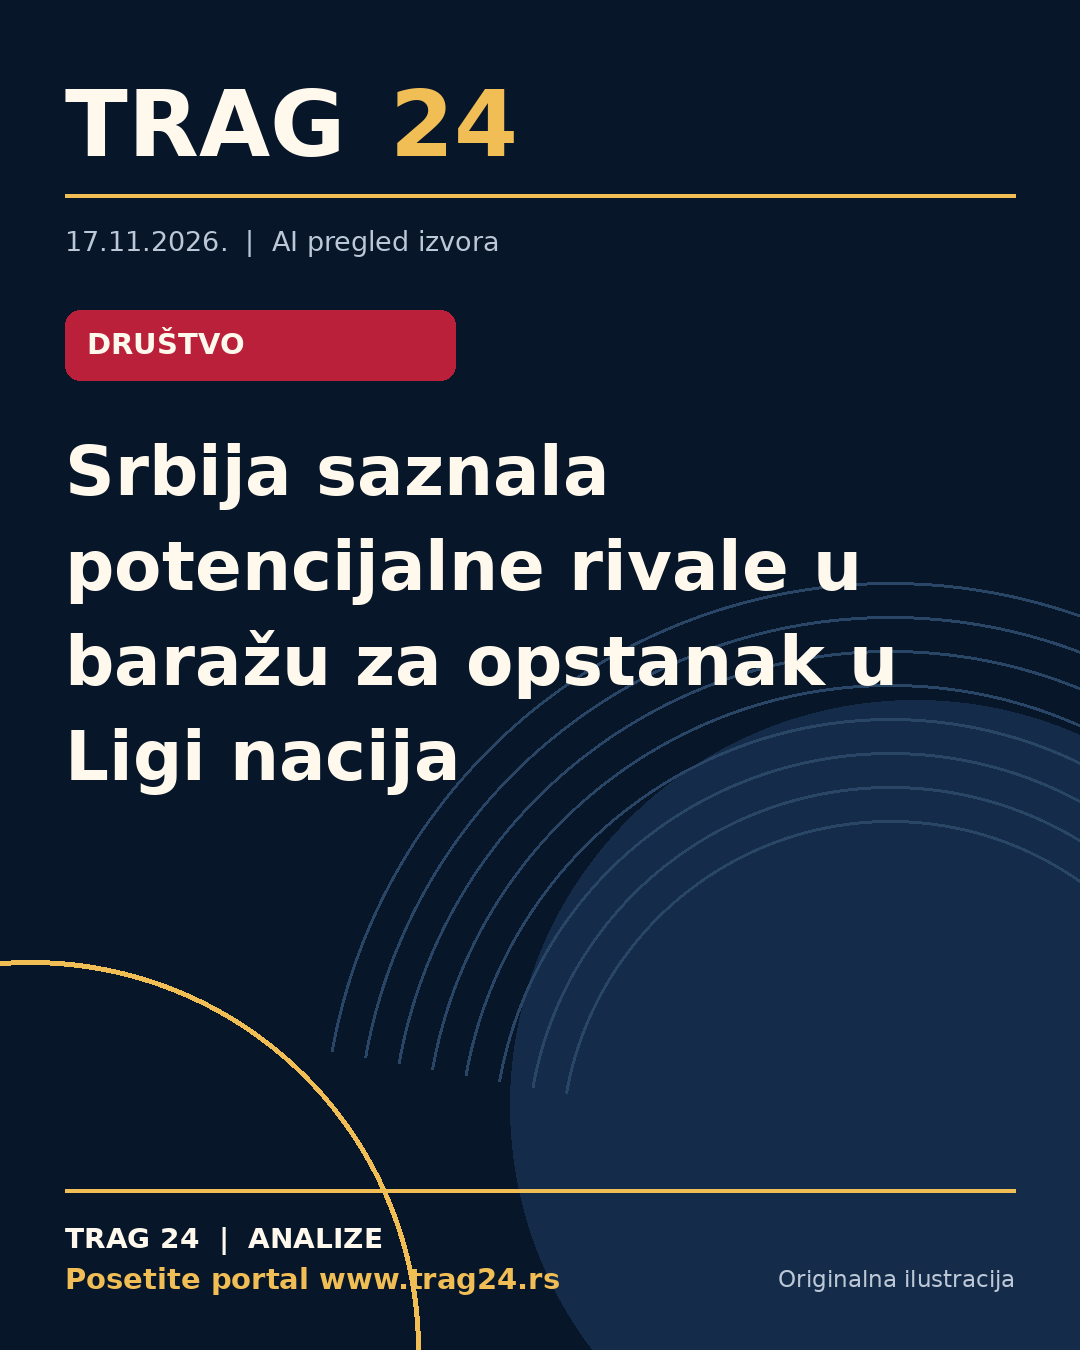 TRAG 24
17.11.2026. | AI pregled izvora
DRUŠTVO
Srbija saznala
potencijalne rivale u
baražu za opstanak u
Ligi nacija
TRAG 24 | ANALIZE
Posetite portal www.trag24.rs
Originalna ilustracija